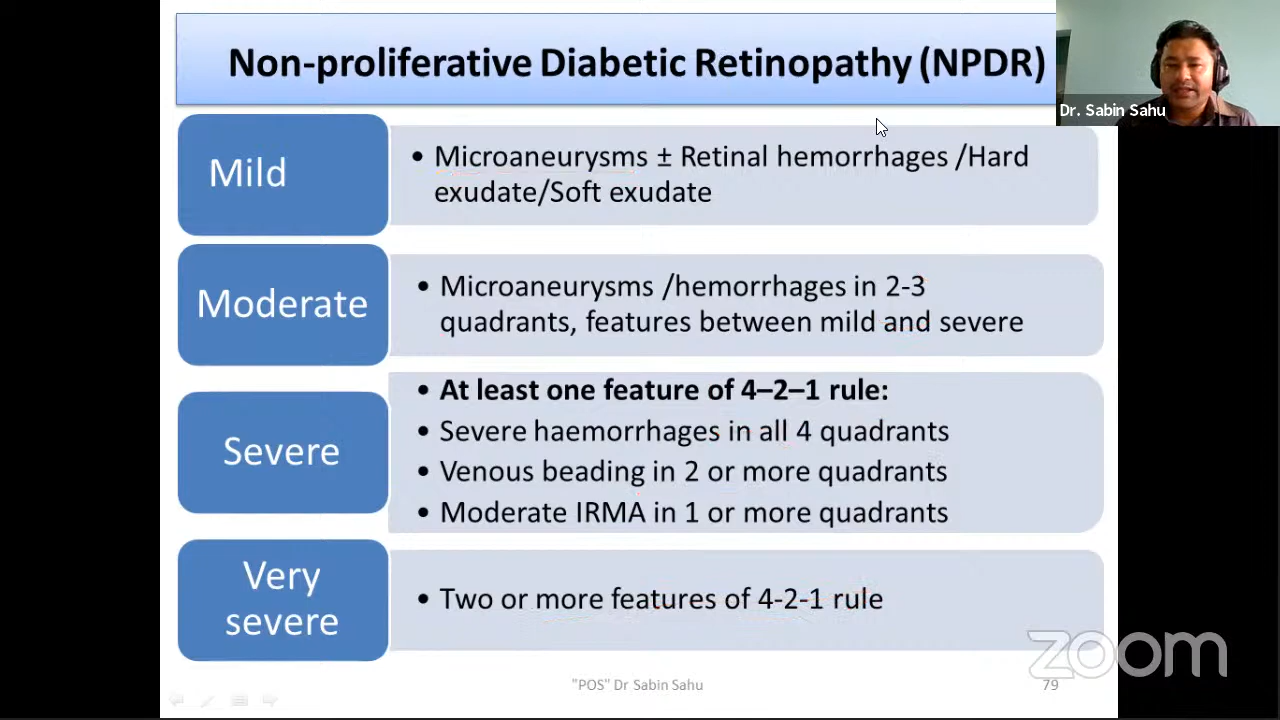 Non-proliferative Diabetic Retinopathy (NPDR)
Dr. Sabin Sahu
Mild
• Microaneurysms ± Retinal hemorrhages /Hard
exudate/Soft exudate
Moderate
• Microaneurysms /hemorrhages in 2-3
quadrants, features between mild and severe
Severe
• At least one feature of 4–2–1 rule:
• Severe haemorrhages in all 4 quadrants
• Venous beading in 2 or more quadrants
• Moderate IRMA in 1 or more quadrants
Very
severe
• Two or more features of 4-2-1 rule
zoom
"POS" Dr Sabin Sahu
79